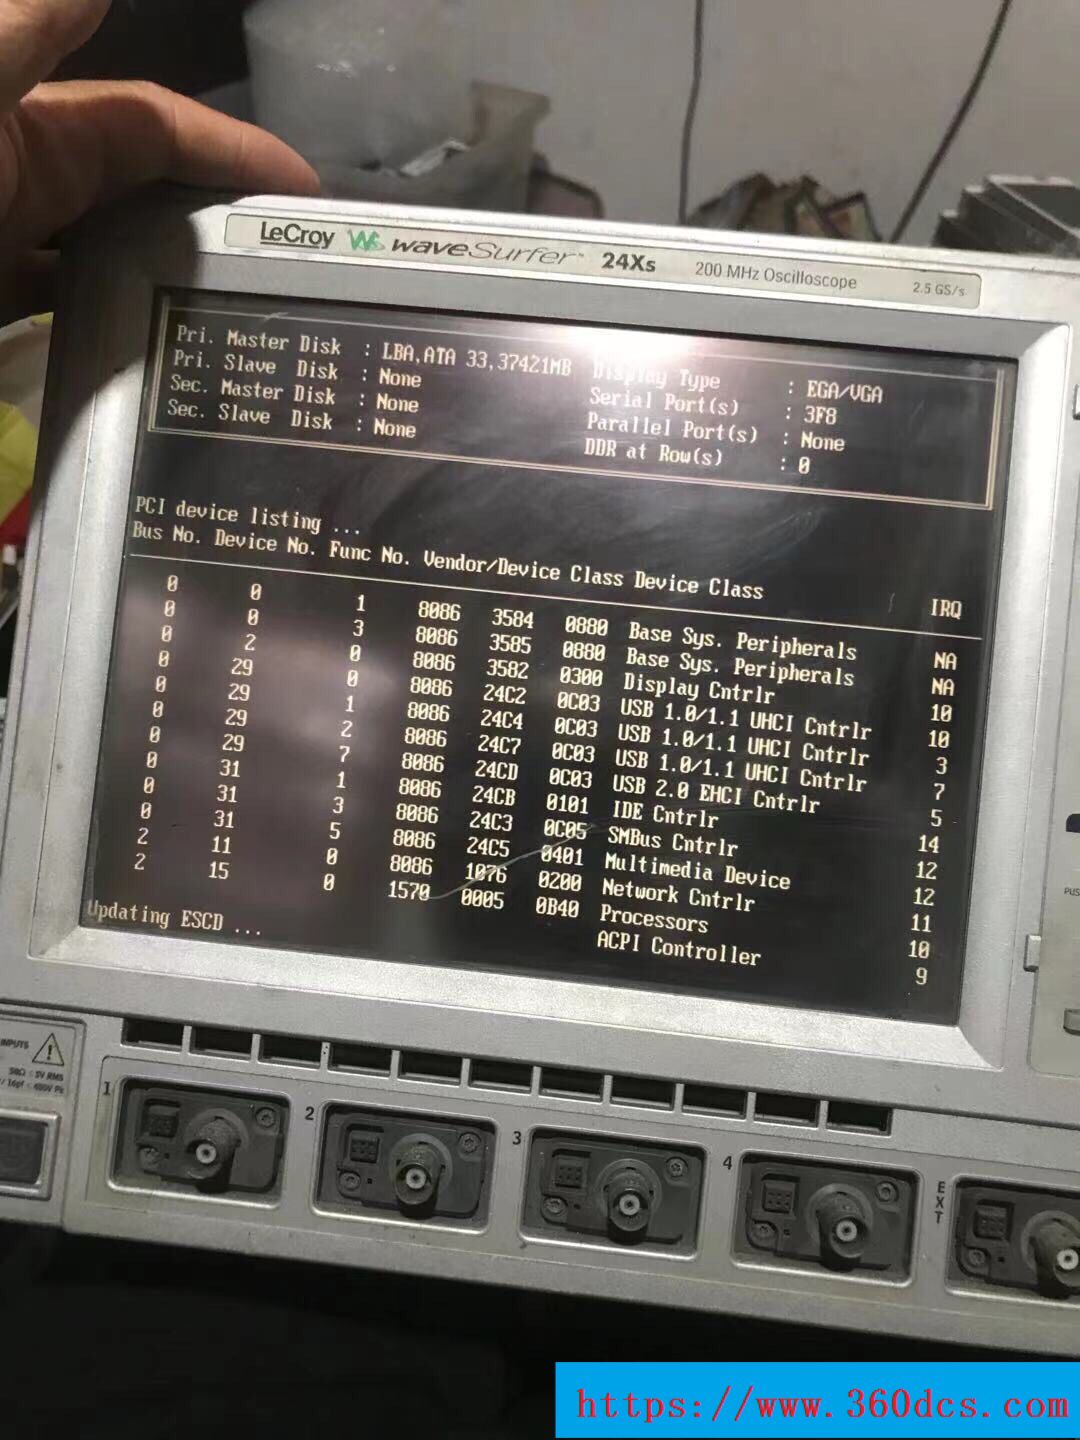 LeCroy WS waveSurfer™ 24Xs 200 MHz Oscilloscope 2.5 GS/s
Pri. Master Disk : LBA,ATA 33,37421MB Display Type : EGA/VGA
Pri. Slave Disk : None Serial Port(s) : 3F8
Sec. Master Disk : None Parallel Port(s) : None
Sec. Slave Disk : None DDR at Row(s) : 0
PCI device listing ...
Bus No. Device No. Func No. Vendor/Device Class Device Class IRQ
0 0 1 8086 3584 0880 Base Sys. Peripherals NA
0 0 3 8086 3585 0880 Base Sys. Peripherals NA
0 2 0 8086 3582 0300 Display Cntrlr 10
0 29 0 8086 24C2 0C03 USB 1.0/1.1 UHCI Cntrlr 10
0 29 1 8086 24C4 0C03 USB 1.0/1.1 UHCI Cntrlr 3
0 29 2 8086 24C7 0C03 USB 1.0/1.1 UHCI Cntrlr 7
0 29 7 8086 24CD 0C03 USB 2.0 EHCI Cntrlr 5
0 31 1 8086 24CB 0101 IDE Cntrlr 14
0 31 3 8086 24C3 0C05 SMBus Cntrlr 12
0 31 5 8086 24C5 0401 Multimedia Device 12
2 11 0 8086 1076 0200 Network Cntrlr 11
2 15 0 1570 0005 0B40 Processors 10
ACPI Controller 9
Updating ESCD ...
INPUTS
50Ω ≤ 5V RMS
1
2
3
4
EXT
PUS
https://www.360dcs.com